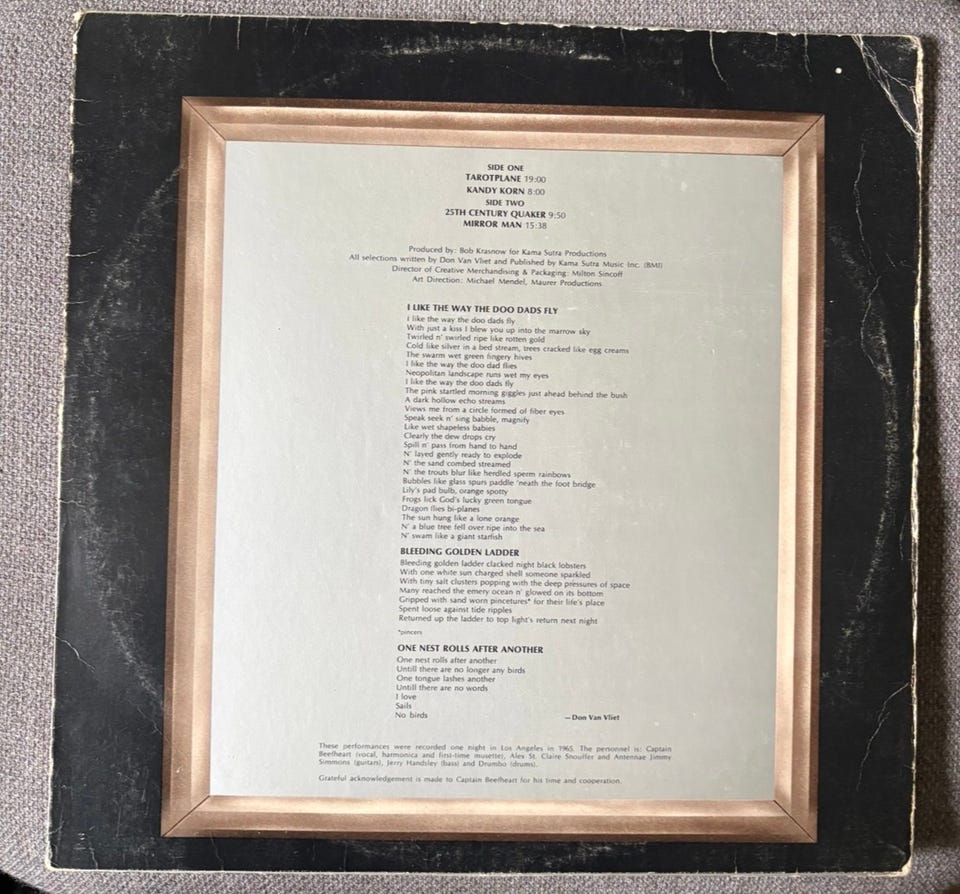 SIDE ONE
TAROTPLANE 19:00
KANDY KORN 8:00
SIDE TWO
25TH CENTURY QUAKER 9:50
MIRROR MAN 15:38
Produced by: Bob Krasnow for Kama Sutra Productions
All selections written by Don Van Vliet and Published by Kama Sutra Music Inc. (BMI)
Director of Creative Merchandising & Packaging: Milton Sincoff
Art Direction: Michael Mendel, Maurer Productions
I LIKE THE WAY THE DOO DADS FLY
I like the way the doo dads fly
With just a kiss I blew you up into the marrow sky
Twirled n' swirled ripe like rotten gold
Cold like silver in a bed stream, trees cracked like egg creams
The swarm wet green fingery hives
I like the way the doo dad flies
Neopolitan landscape runs wet my eyes
I like the way the doo dads fly
The pink startled morning giggles just ahead behind the bush
A dark hollow echo streams
Views me from a circle formed of fiber eyes
Speak seek n' sing babble, magnify
Like wet shapeless babies
Clearly the dew drops cry
Spill n' pass from hand to hand
N' layed gently ready to explode
N' the sand combed streamed
N' the trouts blur like herdled sperm rainbows
Bubbles like glass spurs paddle 'neath the foot bridge
Lily's pad bulb, orange spotty
Frogs lick God's lucky green tongue
Dragon flies bi-planes
The sun hung like a lone orange
N' a blue tree fell over ripe into the sea
N' swam like a giant starfish
BLEEDING GOLDEN LADDER
Bleeding golden ladder clacked night black lobsters
With one white sun charged shell someone sparkled
With tiny salt clusters popping with the deep pressures of space
Many reached the emery ocean n' glowed on its bottom
Gripped with sand worn pincetures* for their life's place
Spent loose against tide ripples
Returned up the ladder to top light's return next night
*pincers
ONE NEST ROLLS AFTER ANOTHER
One nest rolls after another
Untill there are no longer any birds
One tongue lashes another
Untill there are no words
I love
Sails
No birds
—Don Van Vliet
These performances were recorded one night in Los Angeles in 1965. The personnel is: Captain
Beefheart (vocal, harmonica and first-time musette), Alex St. Claire Snouffer and Antennae Jimmy
Simmons (guitars), Jerry Handsley (bass) and Drumbo (drums).
Grateful acknowledgement is made to Captain Beefheart for his time and cooperation.